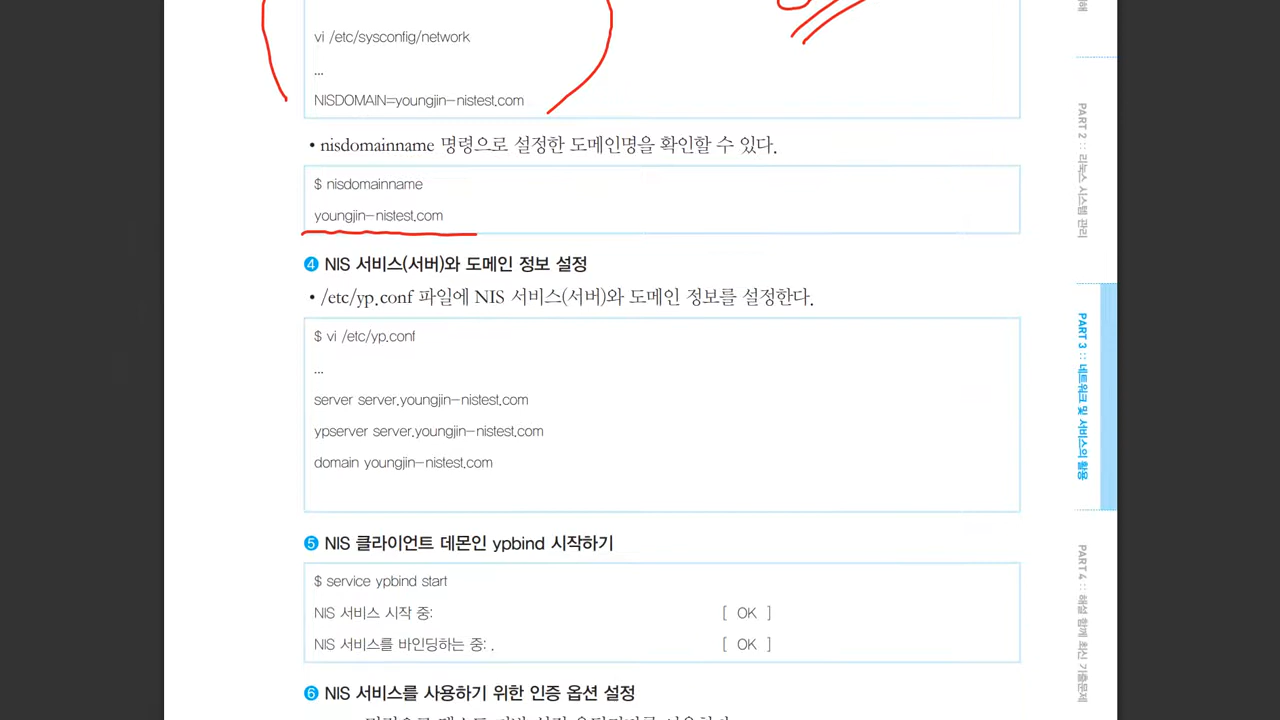 vi /etc/sysconfig/network
...
NISDOMAIN=youngjin-nistest.com
• nisdomanname 명령으로 설정한 도메인명을 확인할 수 있다.
$ nisdomainname
youngjin-nistest.com
4 NIS 서비스(서버)와 도메인 정보 설정
• /etc/yp.conf 파일에 NIS 서비스(서버)와 도메인 정보를 설정한다.
$ vi /etc/yp.conf
...
server server.youngjin-nistest.com
ypserver server.youngjin-nistest.com
domain youngjin-nistest.com
5 NIS 클라이언트 데몬인 ypbind 시작하기
$ service ypbind start
NIS 서비스 시작 중: [ OK ]
NIS 서비스를 바인딩하는 중: . [ OK ]
6 NIS 서비스를 사용하기 위한 인증 옵션 설정
PART 2 :: 리눅스 시스템 관리
PART 3 :: 네트워크 및 서비스의 활용
PART 4 :: 해설 함께 최신 기출문제